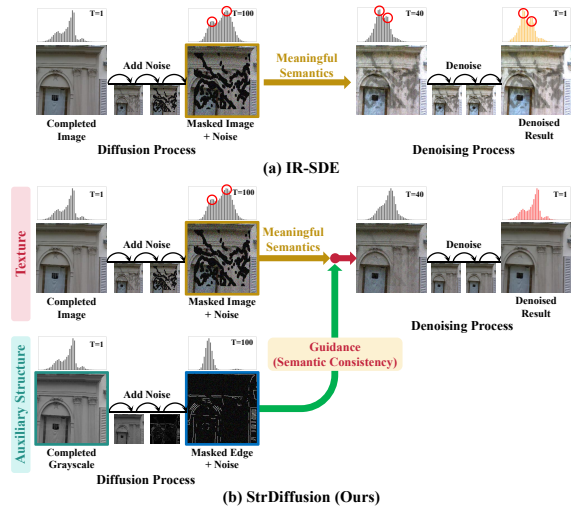 T=1
T=100
T=40
T=1
Add Noise
Meaningful
Semantics
Denoise
Completed
Image
Masked Image
+ Noise
Denoised
Result
Diffusion Process
Denoising Process
(a) IR-SDE
Texture
T=1
T=100
T=40
T=1
Add Noise
Meaningful
Semantics
Denoise
Completed
Image
Masked Image
+ Noise
Denoised
Result
Denoising Process
Auxiliary Structure
T=1
T=100
Guidance
(Semantic Consistency)
Add Noise
Completed
Grayscale
Masked Edge
+ Noise
Diffusion Process
(b) StrDiffusion (Ours)